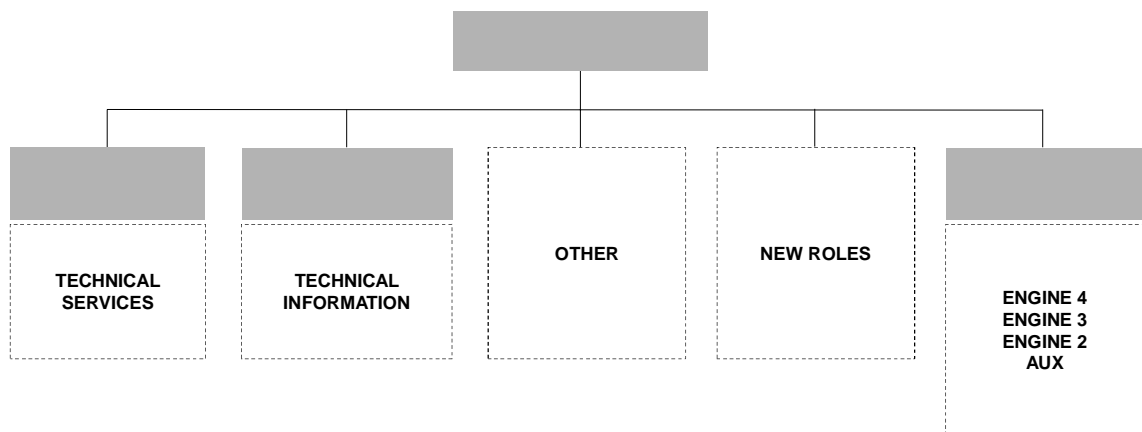 TECHNICAL
SERVICES
TECHNICAL
INFORMATION
OTHER
NEW ROLES
ENGINE 4
ENGINE 3
ENGINE 2
AUX